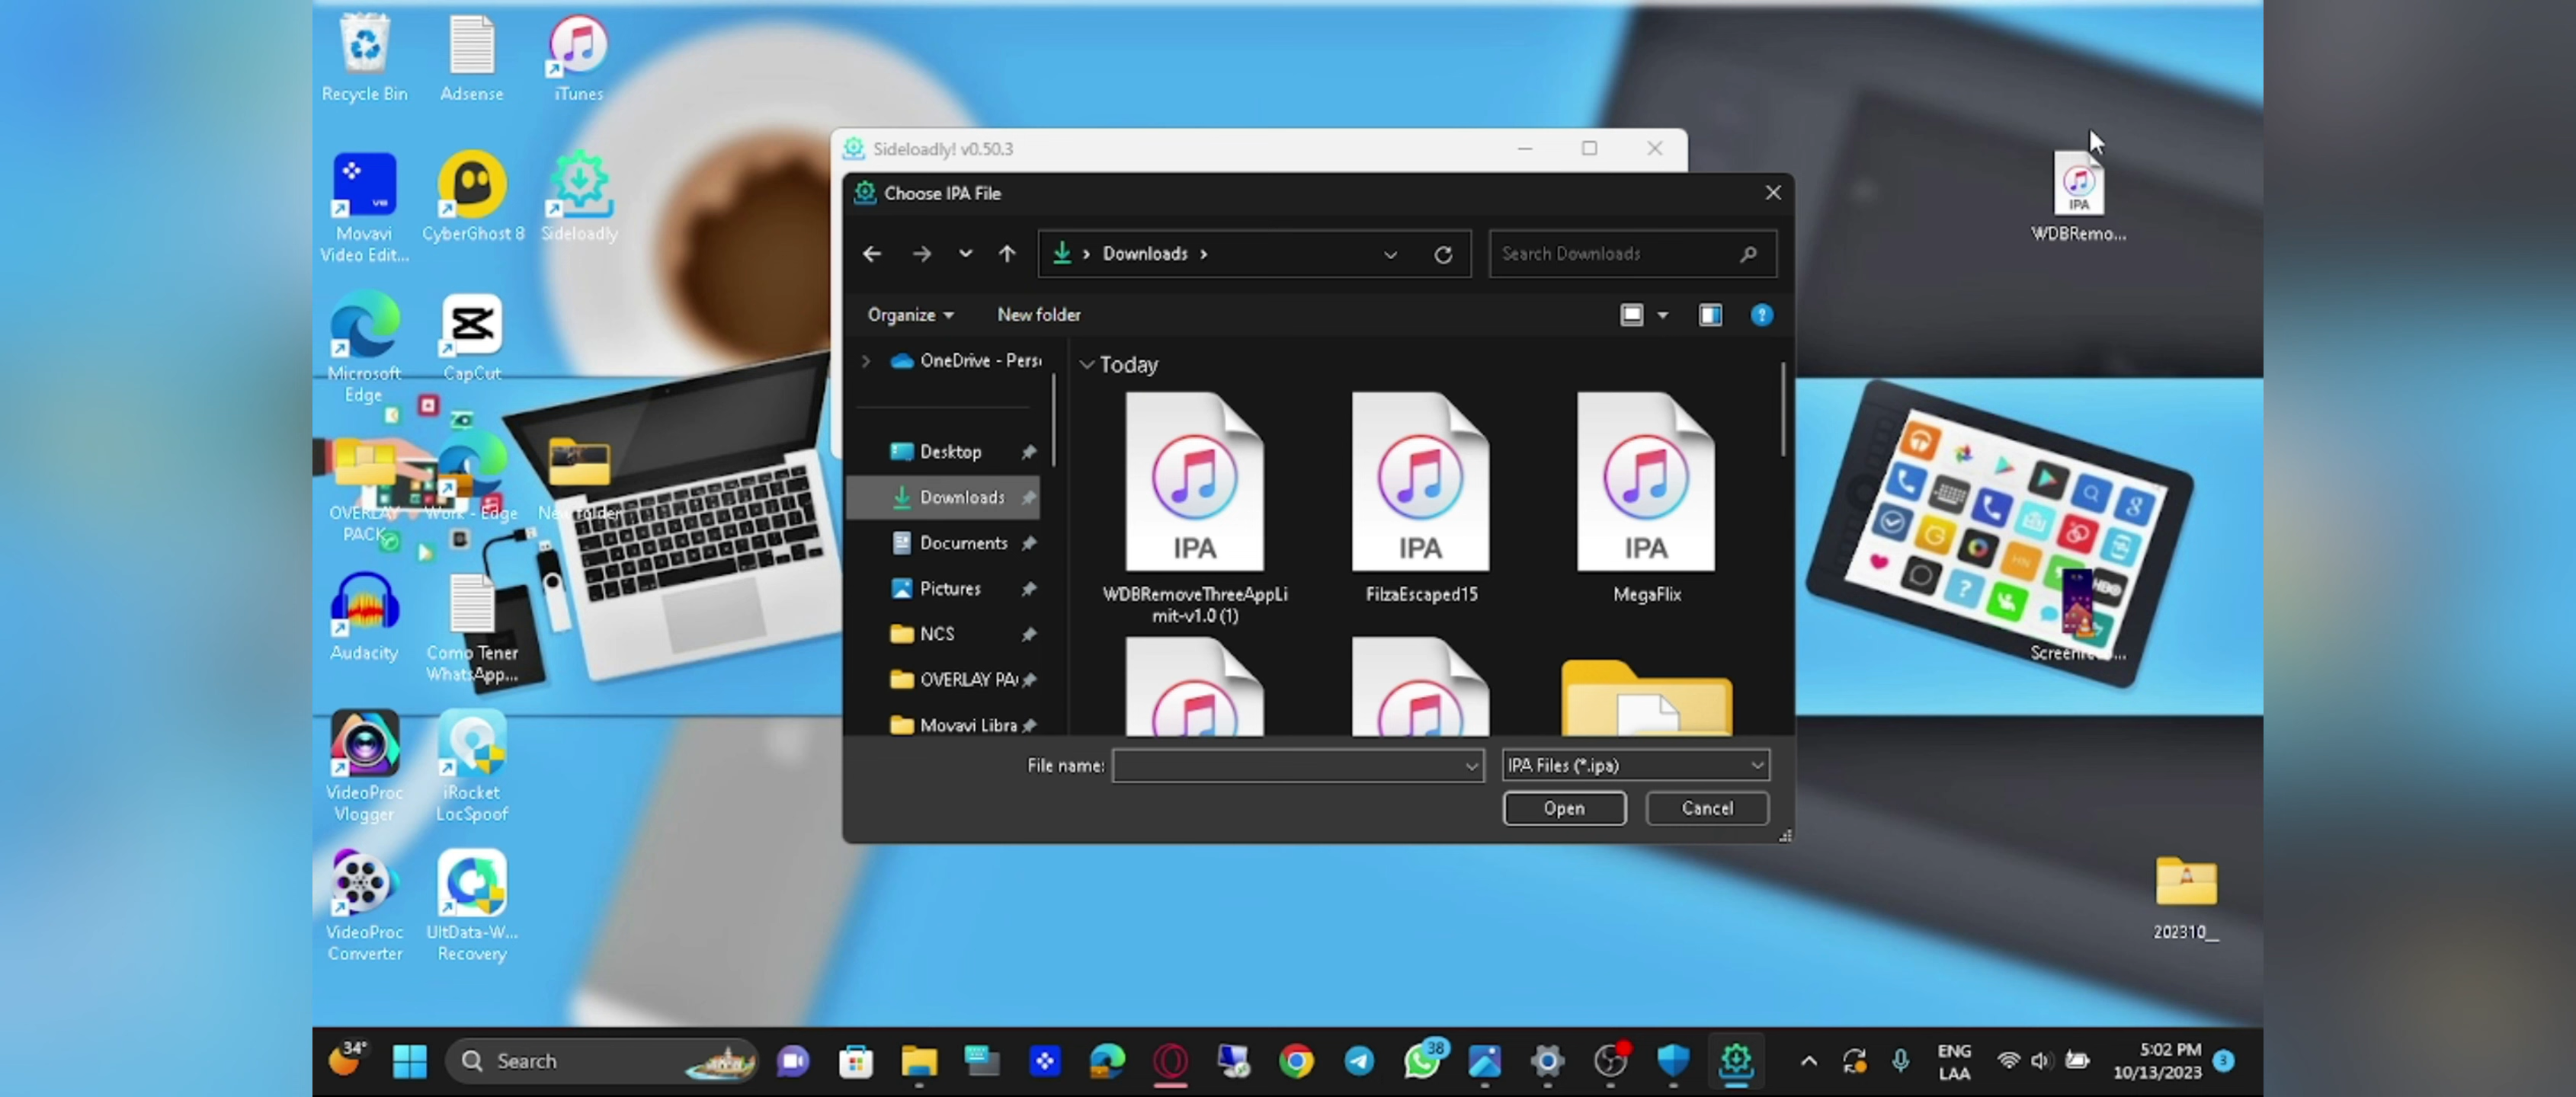 Recycle Bin
Adsense
iTunes
Movavi
Video Edit...
CyberGhost 8
Sideloadly
Microsoft
Edge
CapCut
OVERLAY
PACK
Work - Edge
New folder
Audacity
Como Tener
WhatsApp...
VideoProc
Vlogger
iRocket
LocSpoof
VideoProc
Converter
UltData-W...
Recovery
Sideloadly! v0.50.3
Choose IPA File
Downloads
Search Downloads
Organize
New folder
OneDrive - Pers
Desktop
Downloads
Documents
Pictures
NCS
OVERLAY PA
Movavi Libra
Today
IPA
IPA
IPA
WDBRemoveThreeAppLi
mit-v1.0 (1)
FilzaEscaped15
MegaFlix
File name:
IPA Files (*.ipa)
Open
Cancel
IPA
WDBRemo...
HBO
202310__
34°
Search
38
ENG
LAA
5:02 PM
10/13/2023
3